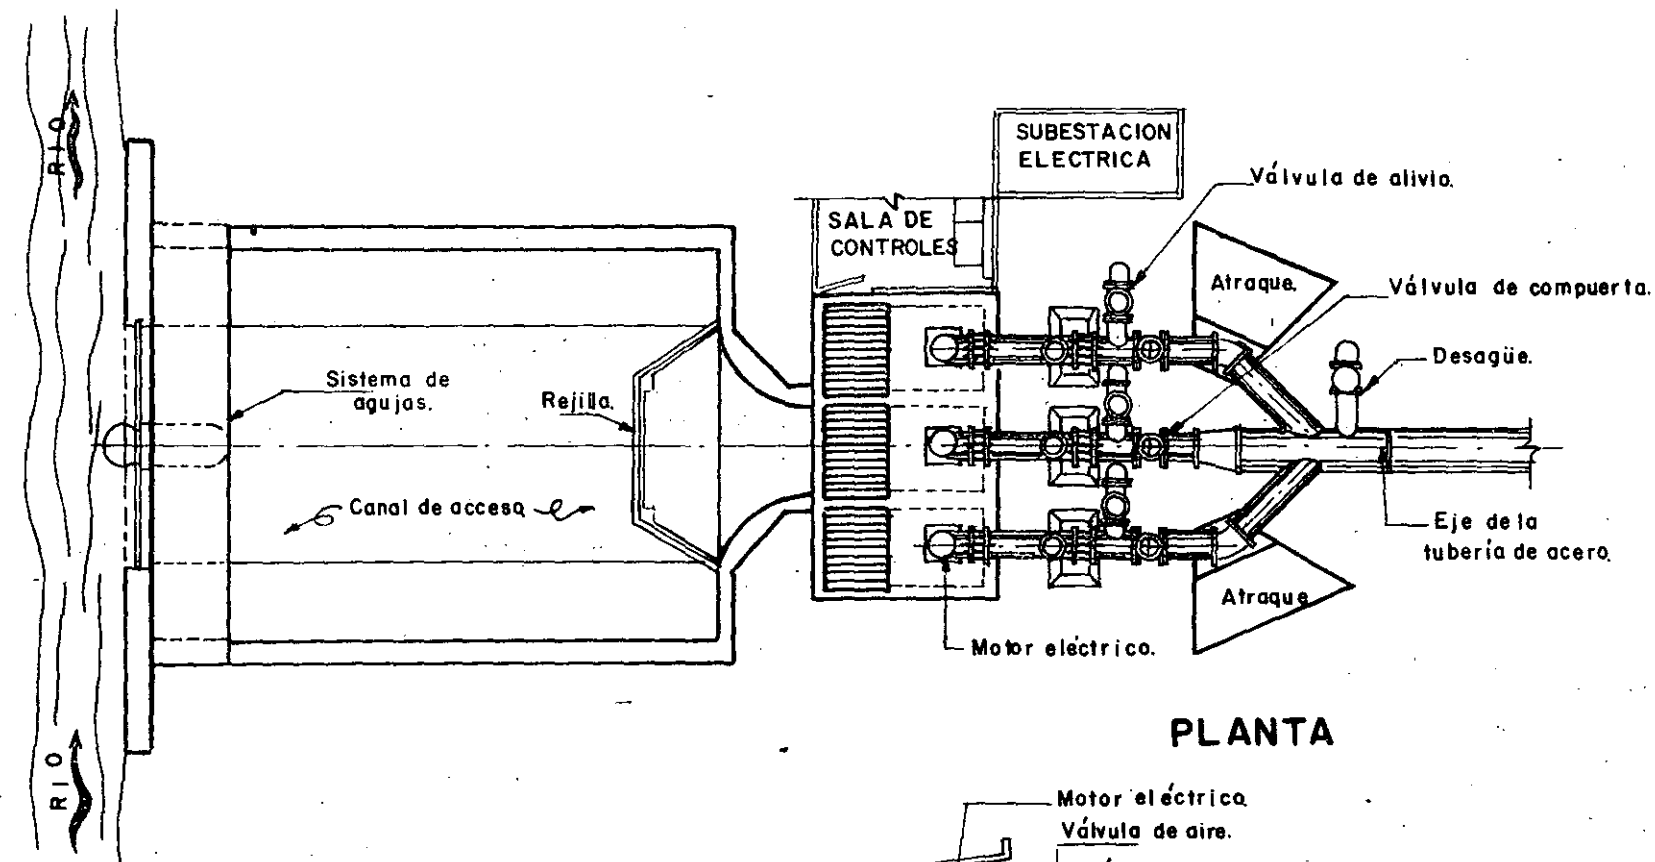 RIO
SUBESTACION
ELECTRICA
Válvula de alivio.
SALA DE
CONTROLES
Atraque.
Válvula de compuerta.
Desagüe.
Sistema de
agujas.
Rejilla.
Canal de acceso
Eje de la
tubería de acero.
Atraque
Motor eléctrico.
PLANTA
RIO
Motor eléctrico
Válvula de aire.